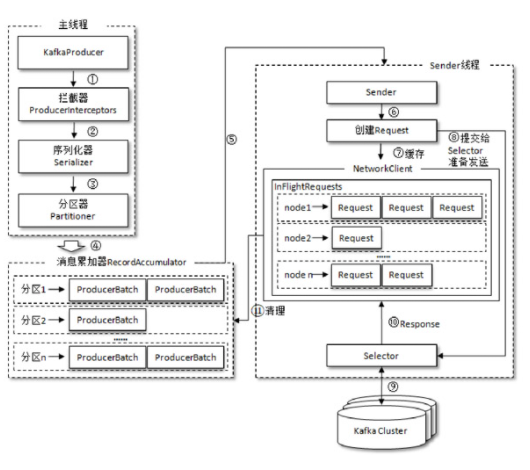 主线程
KafkaProducer
①
拦截器
ProducerInterceptors
②
序列化器
Serializer
③
分区器
Partitioner
④
消息累加器RecordAccumulator
分区1
ProducerBatch
ProducerBatch
分区2
ProducerBatch
......
分区n
ProducerBatch
ProducerBatch
⑤
Sender线程
Sender
⑥
创建Request
⑦缓存
⑧提交给
Selector
准备发送
NetworkClient
InFlightRequests
node1
Request
Request
Request
node2
Request
......
node n
Request
Request
⑪清理
⑩Response
Selector
⑨
Kafka Cluster